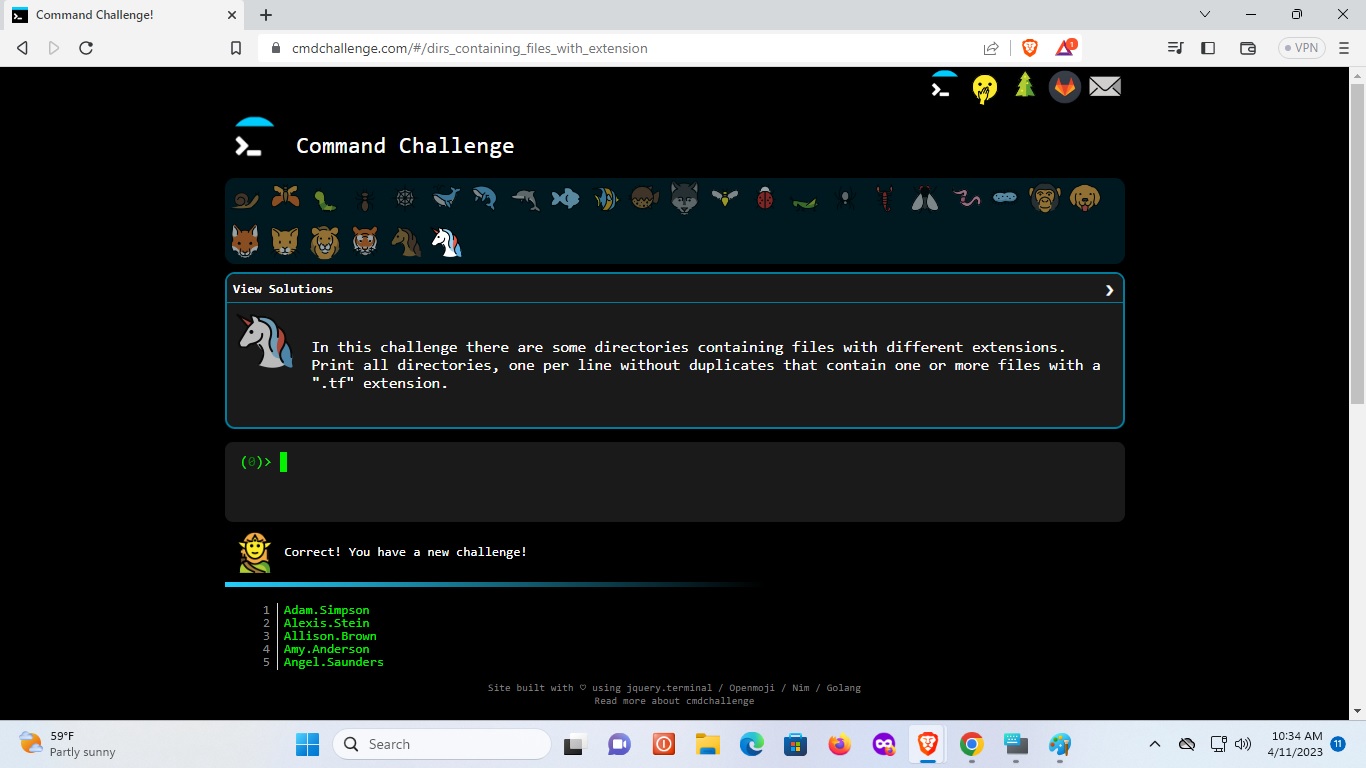 Command Challenge!
cmdchallenge.com/#/dirs_containing_files_with_extension
1
VPN
>_
>_ Command Challenge
View Solutions ❯
In this challenge there are some directories containing files with different extensions.
Print all directories, one per line without duplicates that contain one or more files with a
".tf" extension.
(0)>
Correct! You have a new challenge!
1 Adam.Simpson
2 Alexis.Stein
3 Allison.Brown
4 Amy.Anderson
5 Angel.Saunders
Site built with ♡ using jquery.terminal / Openmoji / Nim / Golang
Read more about cmdchallenge
59°F
Partly sunny
Search
10:34 AM
4/11/2023
11